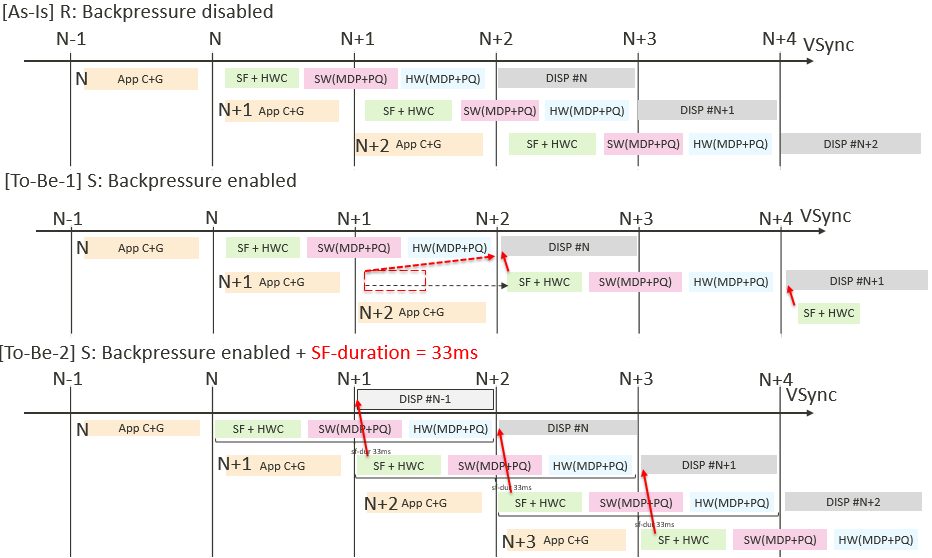 [As-Is] R: Backpressure disabled
N-1 N N+1 N+2 N+3 N+4 VSync
N App C+G SF + HWC SW(MDP+PQ) HW(MDP+PQ) DISP #N
N+1 App C+G SF + HWC SW(MDP+PQ) HW(MDP+PQ) DISP #N+1
N+2 App C+G SF + HWC SW(MDP+PQ) HW(MDP+PQ) DISP #N+2
[To-Be-1] S: Backpressure enabled
N-1 N N+1 N+2 N+3 N+4 VSync
N App C+G SF + HWC SW(MDP+PQ) HW(MDP+PQ) DISP #N
N+1 App C+G SF + HWC SW(MDP+PQ) HW(MDP+PQ) DISP #N+1
N+2 App C+G SF + HWC
[To-Be-2] S: Backpressure enabled + SF-duration = 33ms
N-1 N N+1 N+2 N+3 N+4 VSync
DISP #N-1
N App C+G SF + HWC SW(MDP+PQ) HW(MDP+PQ) DISP #N
sf-dur 33ms
N+1 App C+G SF + HWC SW(MDP+PQ) HW(MDP+PQ) DISP #N+1
sf-dur 33ms
N+2 App C+G SF + HWC SW(MDP+PQ) HW(MDP+PQ) DISP #N+2
sf-dur 33ms
N+3 App C+G SF + HWC SW(MDP+PQ) HW(MDP+PQ)